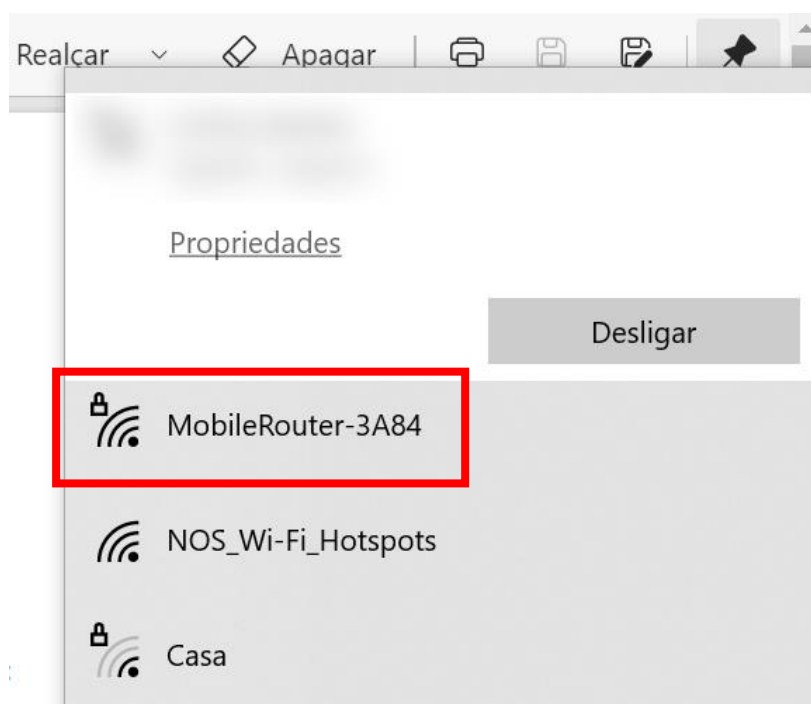 Realçar Apagar
Propriedades
Desligar
MobileRouter-3A84
NOS_Wi-Fi_Hotspots
Casa